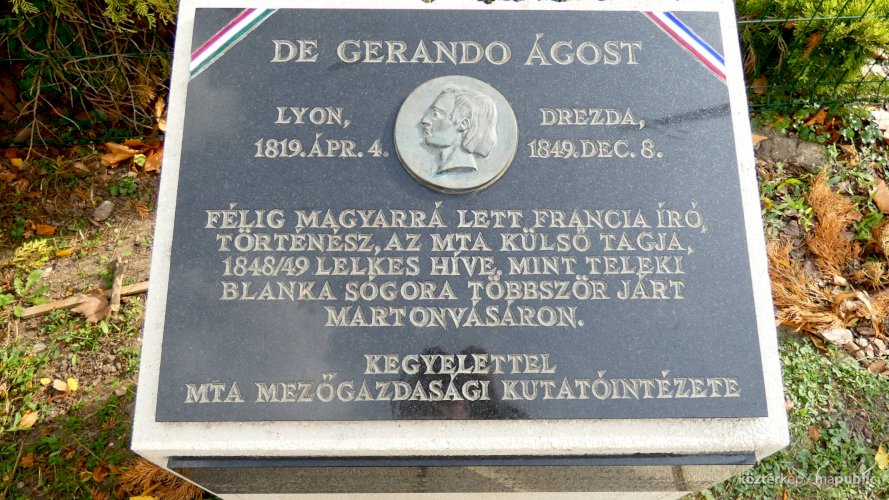 DE GERANDO ÁGOST
LYON,
1819. ÁPR. 4.
DREZDA,
1849. DEC. 8.
FÉLIG MAGYARRÁ LETT FRANCIA ÍRÓ,
TÖRTÉNÉSZ, AZ MTA KÜLSŐ TAGJA,
1848/49 LELKES HÍVE, MINT TELEKI
BLANKA SÓGORA TÖBBSZÖR JÁRT
MARTONVÁSÁRON.
KEGYELETTEL
MTA MEZŐGAZDASÁGI KUTATÓINTÉZETE
köztérkép / mapublic